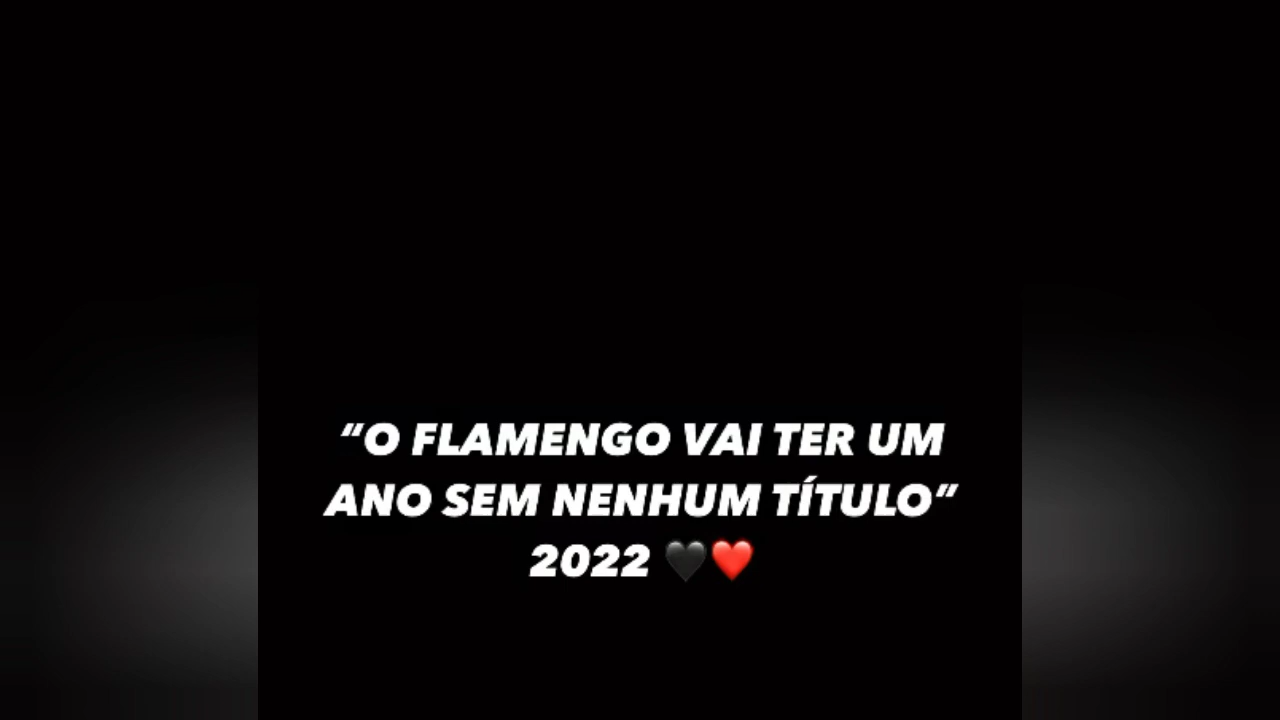 “O FLAMENGO VAI TER UM
ANO SEM NENHUM TÍTULO”
2022 🖤❤️